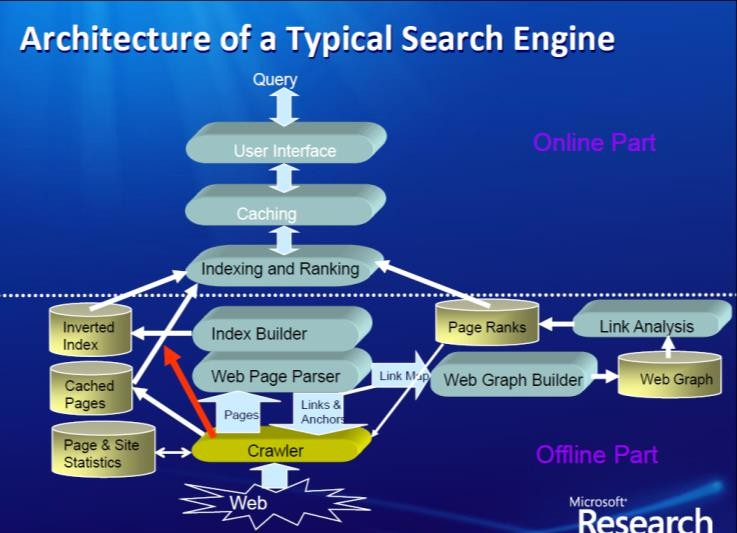 Architecture of a Typical Search Engine
Query
User Interface
Online Part
Caching
Indexing and Ranking
Inverted
Index
Index Builder
Page Ranks
Link Analysis
Cached
Pages
Web Page Parser
Link Map
Web Graph Builder
Web Graph
Pages
Links &
Anchors
Page & Site
Statistics
Crawler
Offline Part
Web
Microsoft
Research